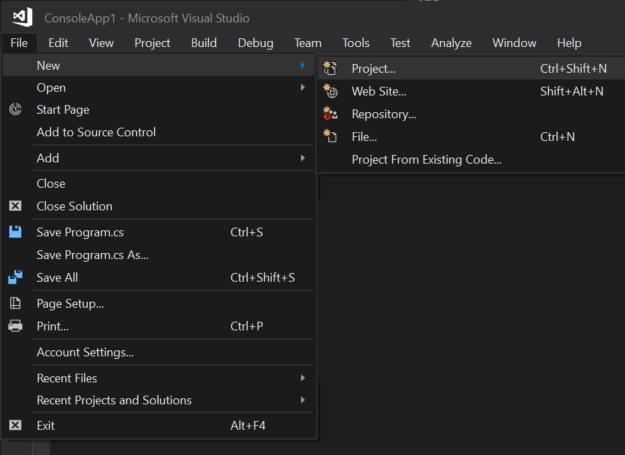 ConsoleApp1 - Microsoft Visual Studio
File Edit View Project Build Debug Team Tools Test Analyze Window Help
New
Open
Start Page
Add to Source Control
Add
Close
Close Solution
Save Program.cs Ctrl+S
Save Program.cs As...
Save All Ctrl+Shift+S
Page Setup...
Print... Ctrl+P
Account Settings...
Recent Files
Recent Projects and Solutions
Exit Alt+F4
Project... Ctrl+Shift+N
Web Site... Shift+Alt+N
Repository...
File... Ctrl+N
Project From Existing Code...